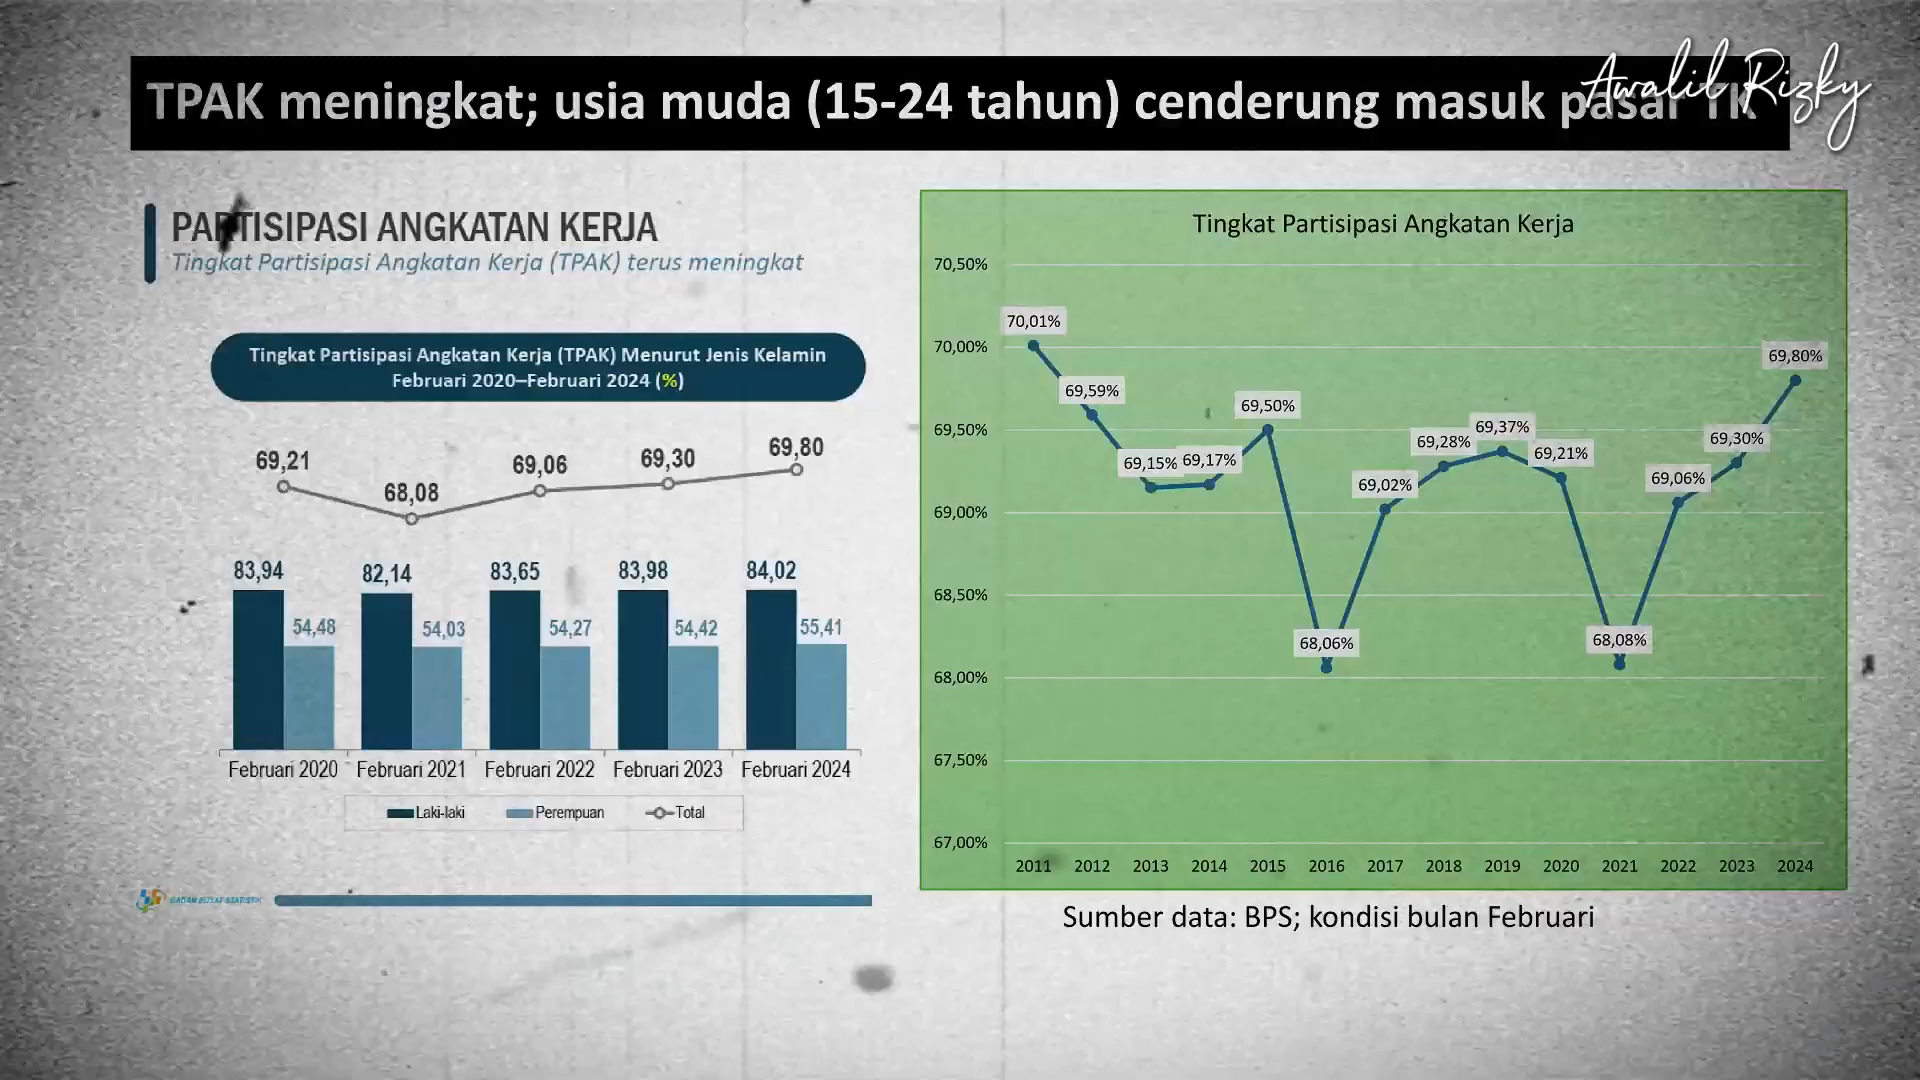 TPAK meningkat; usia muda (15-24 tahun) cenderung masuk pasar TK
Awalil Rizky
PARTISIPASI ANGKATAN KERJA
Tingkat Partisipasi Angkatan Kerja (TPAK) terus meningkat
Tingkat Partisipasi Angkatan Kerja (TPAK) Menurut Jenis Kelamin
Februari 2020–Februari 2024 (%)
69,21 68,08 69,06 69,30 69,80
83,94 82,14 83,65 83,98 84,02
54,48 54,03 54,27 54,42 55,41
Februari 2020 Februari 2021 Februari 2022 Februari 2023 Februari 2024
Laki-laki Perempuan Total
BADAN PUSAT STATISTIK
Tingkat Partisipasi Angkatan Kerja
70,50%
70,00%
69,50%
69,00%
68,50%
68,00%
67,50%
67,00%
70,01% 69,59% 69,15% 69,17% 69,50% 68,06% 69,02% 69,28% 69,37% 69,21% 68,08% 69,06% 69,30% 69,80%
2011 2012 2013 2014 2015 2016 2017 2018 2019 2020 2021 2022 2023 2024
Sumber data: BPS; kondisi bulan Februari